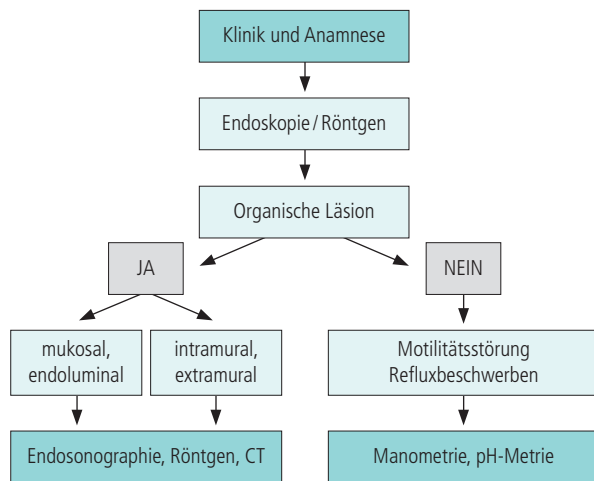 Klinik und Anamnese
Endoskopie/Röntgen
Organische Läsion
JA
NEIN
mukosal,
endoluminal
intramural,
extramural
Motilitätsstörung
Refluxbeschwerben
Endosonographie, Röntgen, CT
Manometrie, pH-Metrie